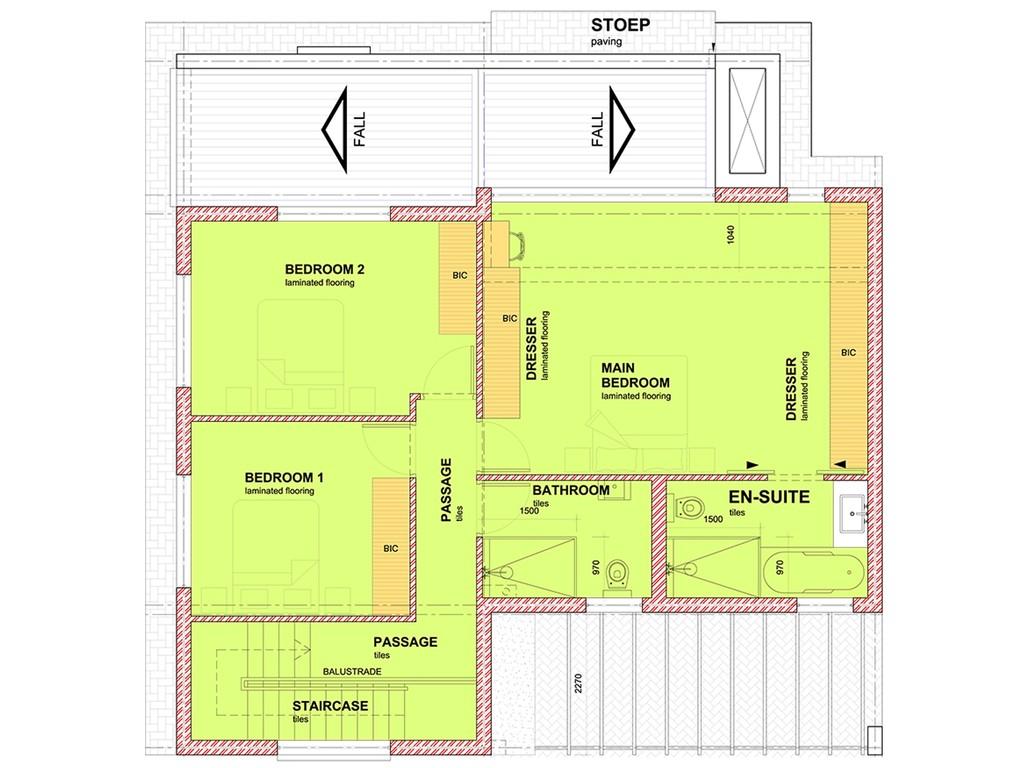 STOEP
paving
FALL
FALL
1040
BEDROOM 2
laminated flooring
BIC
BIC
DRESSER
laminated flooring
MAIN
BEDROOM
laminated flooring
DRESSER
laminated flooring
BIC
BEDROOM 1
laminated flooring
BIC
PASSAGE
tiles
BATHROOM
tiles
1500
970
EN-SUITE
tiles
1500
970
PASSAGE
tiles
BALUSTRADE
STAIRCASE
tiles
2270